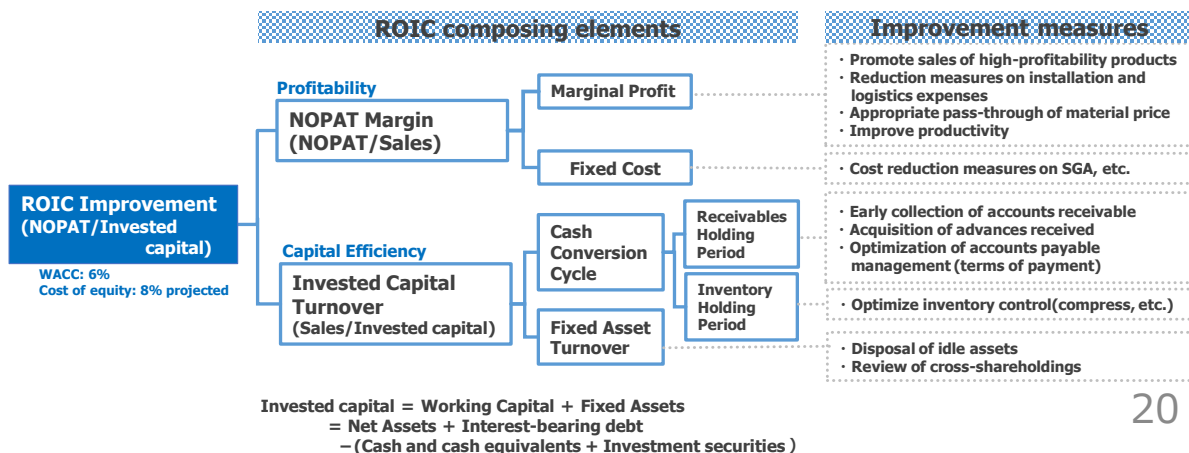 ROIC composing elements
Improvement measures
Profitability
NOPAT Margin
(NOPAT/Sales)
Marginal Profit
Fixed Cost
・Promote sales of high-profitability products
・Reduction measures on installation and
logistics expenses
・Appropriate pass-through of material price
・Improve productivity
・Cost reduction measures on SGA, etc.
ROIC Improvement
(NOPAT/Invested
capital)
WACC: 6%
Cost of equity: 8% projected
Capital Efficiency
Invested Capital
Turnover
(Sales/Invested capital)
Cash
Conversion
Cycle
Fixed Asset
Turnover
Receivables
Holding
Period
Inventory
Holding
Period
・Early collection of accounts receivable
・Acquisition of advances received
・Optimization of accounts payable
management (terms of payment)
・Optimize inventory control(compress, etc.)
・Disposal of idle assets
・Review of cross-shareholdings
Invested capital = Working Capital + Fixed Assets
= Net Assets + Interest-bearing debt
－(Cash and cash equivalents + Investment securities）
20